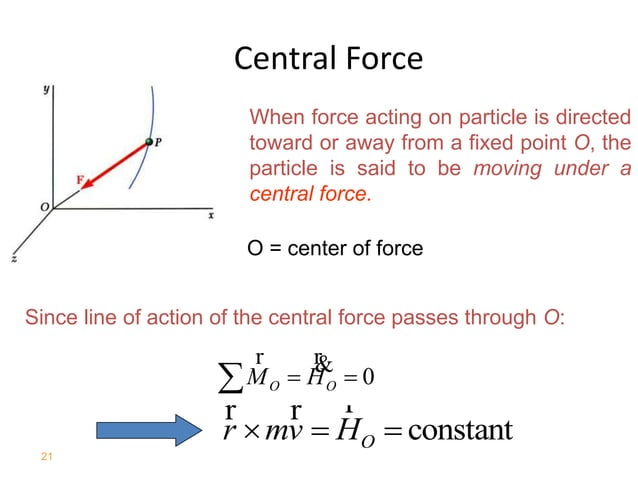 Central Force
y
P
F
O
x
z
When force acting on particle is directed
toward or away from a fixed point O, the
particle is said to be moving under a
central force.
O = center of force
Since line of action of the central force passes through O:
r r&
∑ M_O = H_O = 0
r r r
r × mv = H_O = constant
21